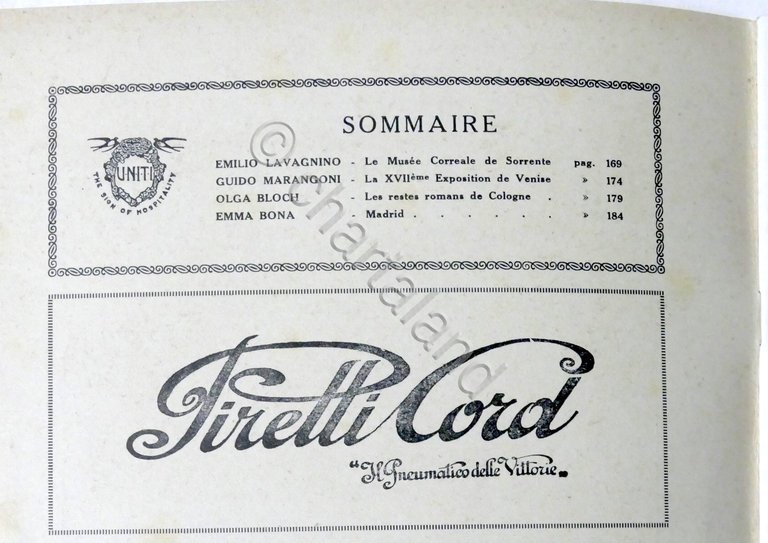 SOMMAIRE
UNITI
THE SIGN OF HOSPITALITY
EMILIO LAVAGNINO - Le Musée Correale de Sorrente pag. 169
GUIDO MARANGONI - La XVIIème Exposition de Venise » 174
OLGA BLOCH - Les restes romans de Cologne . » 179
EMMA BONA - Madrid . . . . . . » 184
Pirelli Cord
“Il Pneumatico delle Vittorie„
© chartaland